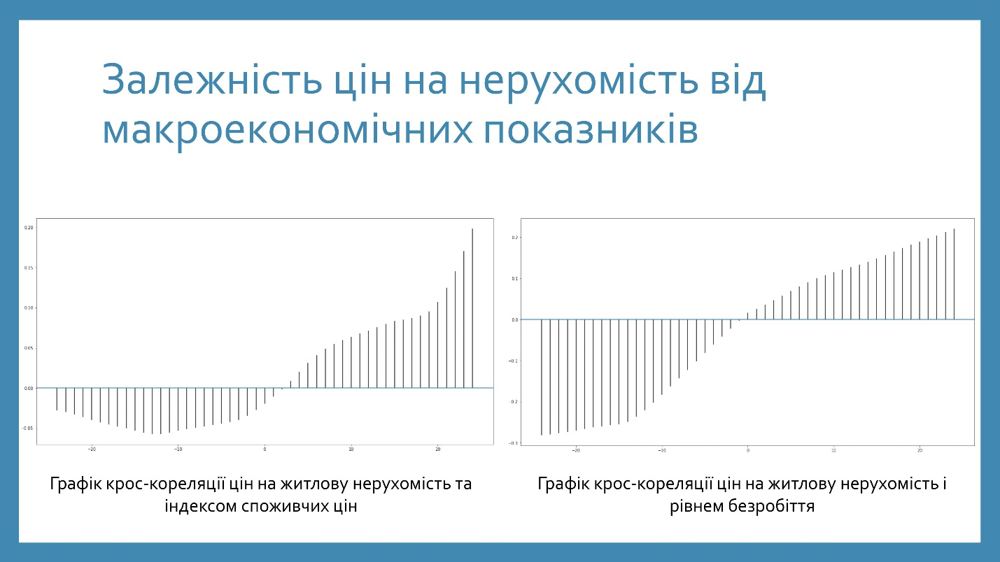 Залежність цін на нерухомість від
макроекономічних показників
0.20
0.15
0.10
0.05
0.00
−0.05
−20 −10 0 10 20
0.2
0.1
0.0
−0.1
−0.2
−0.3
−20 −10 0 10 20
Графік крос-кореляції цін на житлову нерухомість та
індексом споживчих цін
Графік крос-кореляції цін на житлову нерухомість і
рівнем безробіття